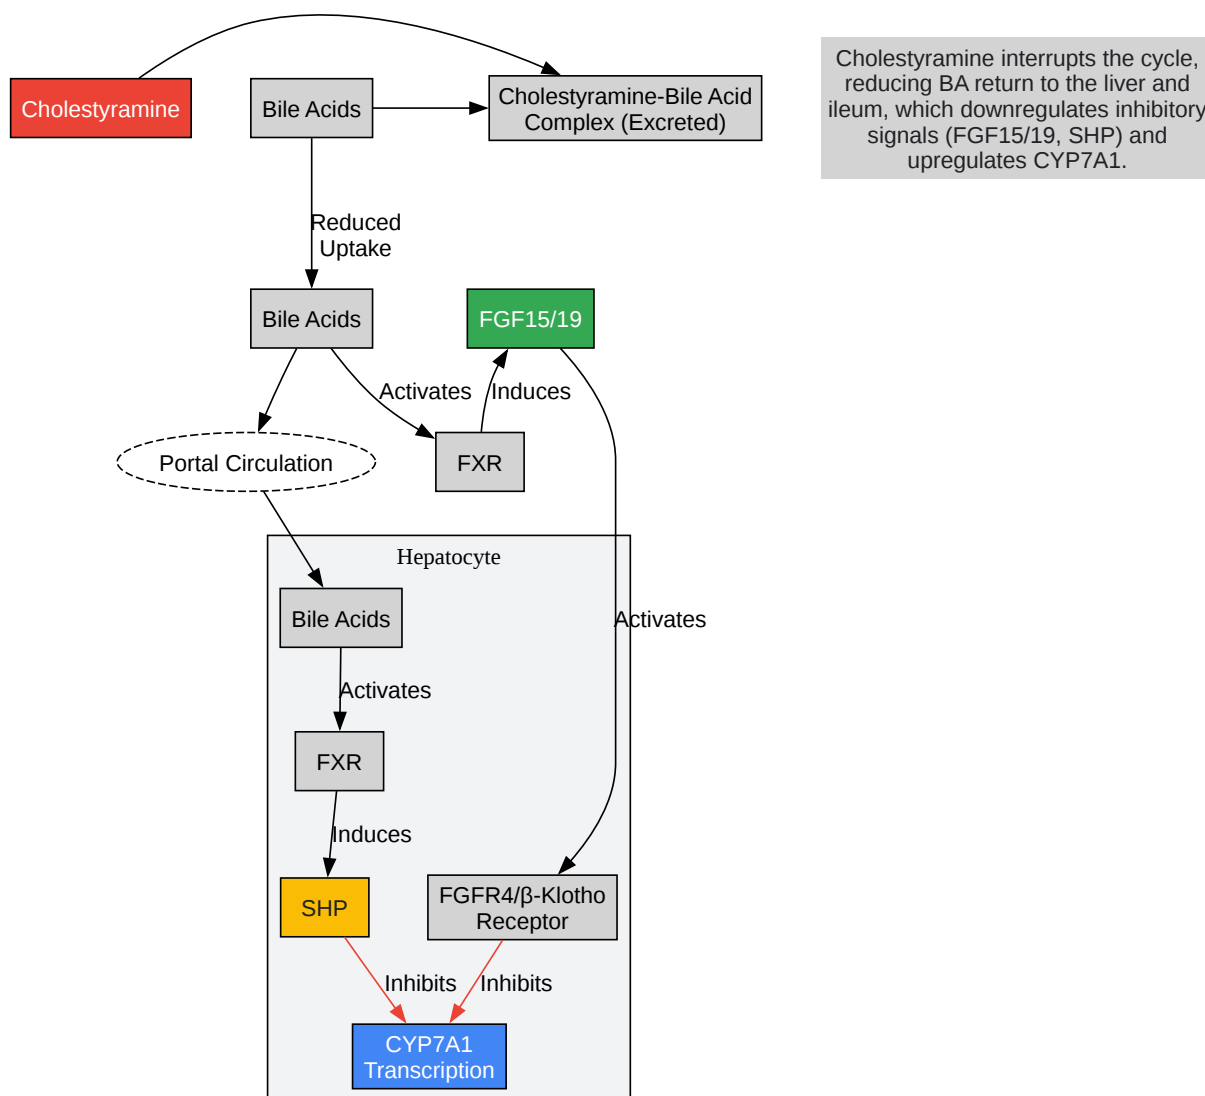 Cholestyramine
Bile Acids
Cholestyramine-Bile Acid
Complex (Excreted)
Cholestyramine interrupts the cycle,
reducing BA return to the liver and
ileum, which downregulates inhibitory
signals (FGF15/19, SHP) and
upregulates CYP7A1.
Reduced
Uptake
Bile Acids
FGF15/19
Activates
Induces
Portal Circulation
FXR
Hepatocyte
Bile Acids
Activates
Activates
FXR
Induces
SHP
FGFR4/β-Klotho
Receptor
Inhibits
Inhibits
CYP7A1
Transcription